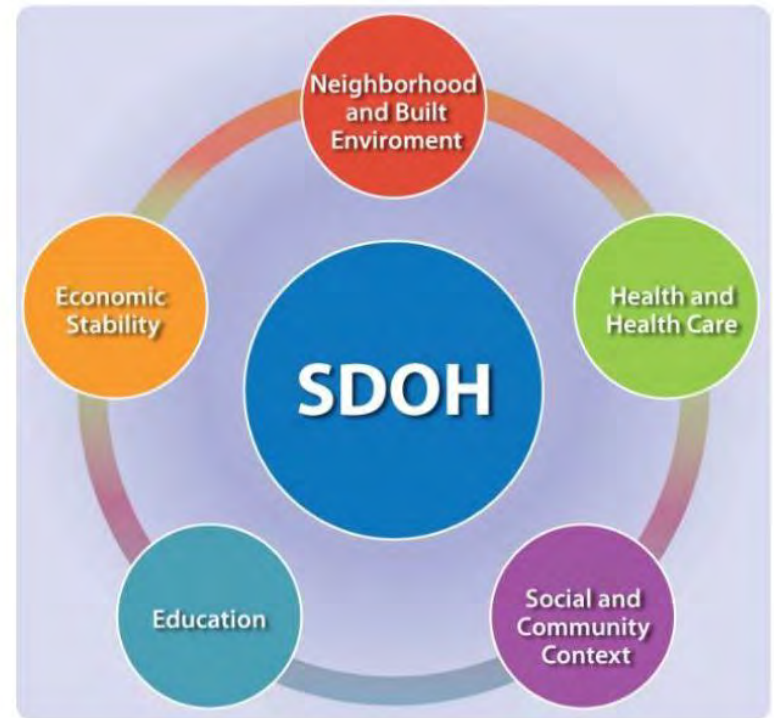 Neighborhood
and Built
Enviroment
Economic
Stability
Health and
Health Care
SDOH
Education
Social and
Community
Context